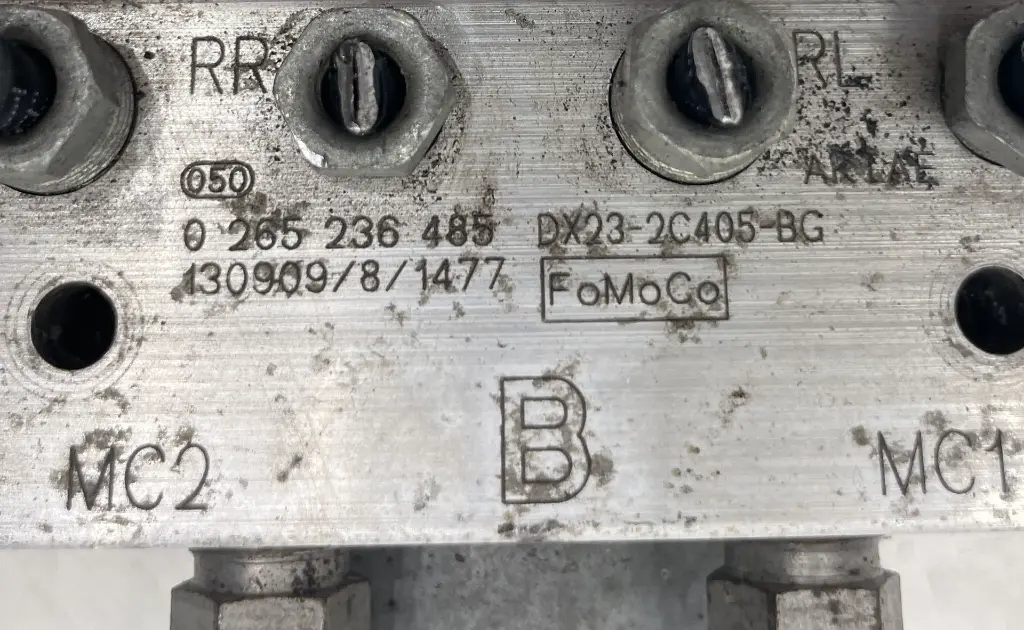 RR
RL
050
0 265 236 485 DX23-2C405-BG
130909/8/1477 FoMoCo
B
MC2
MC1